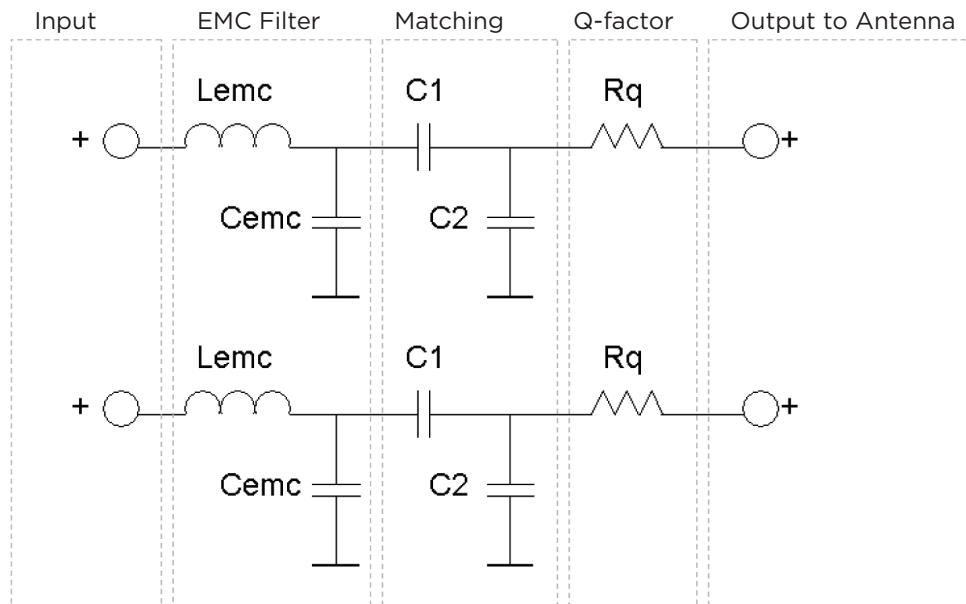 Input EMC Filter Matching Q-factor Output to Antenna
Lemc C1 Rq
+ +
Cemc C2
Lemc C1 Rq
+ +
Cemc C2